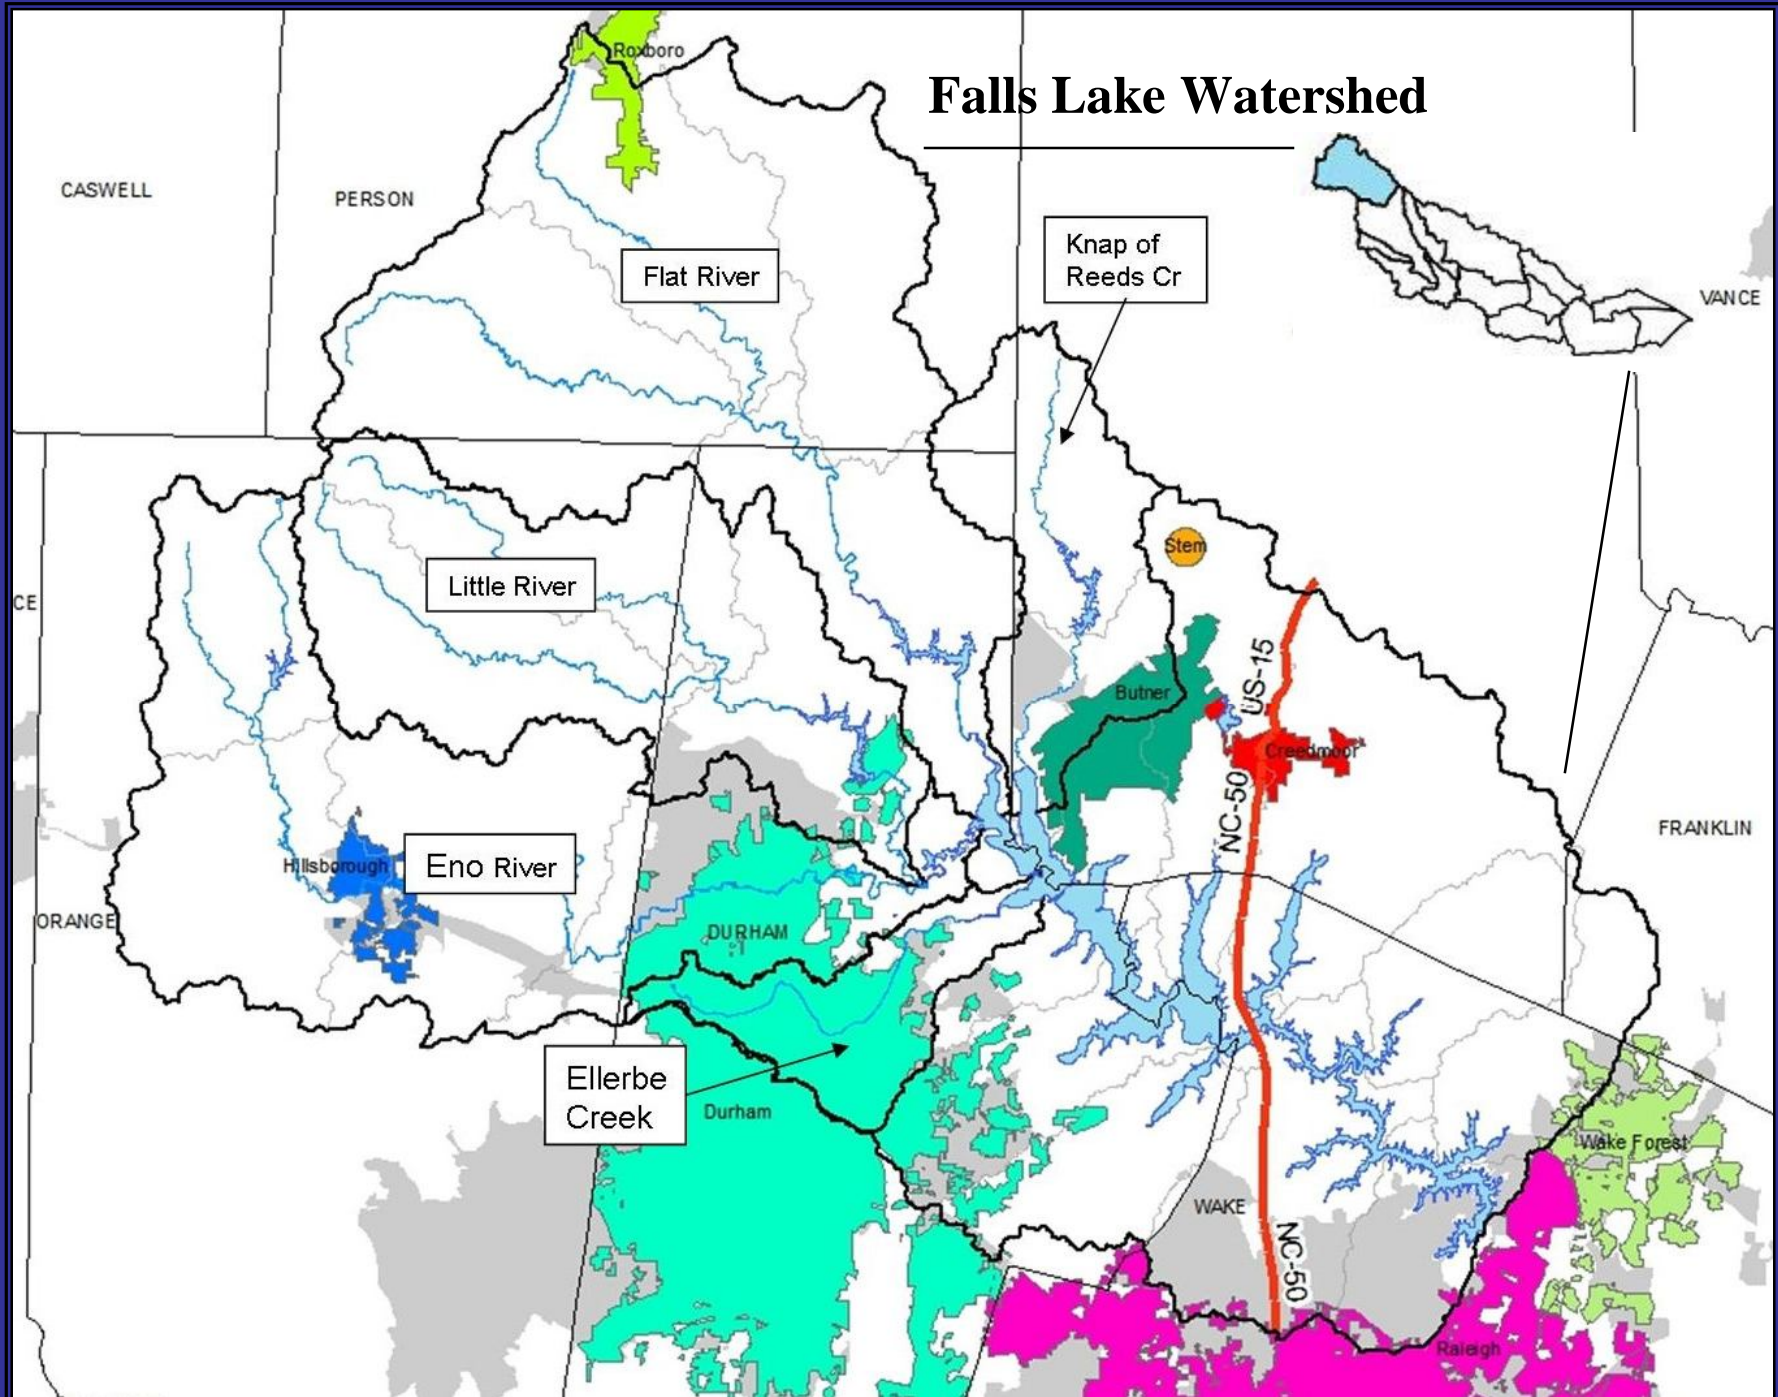 Roxboro
Falls Lake Watershed
CASWELL
PERSON
Knap of
Reeds Cr
Flat River
VANCE
Stem
Little River
CE
US-15
Butner
Creedmoor
NC-50
FRANKLIN
Hillsborough
Eno River
ORANGE
DURHAM
Ellerbe
Creek
Durham
Wake Forest
WAKE
NC-50
Raleigh